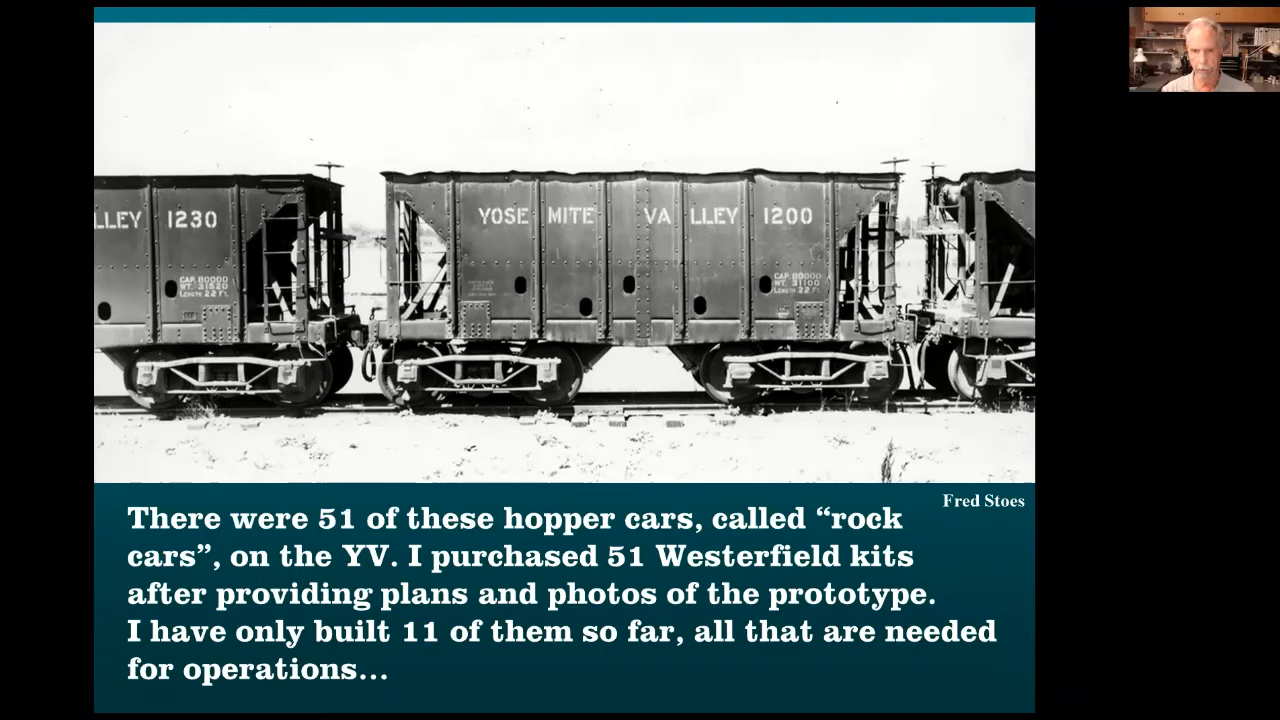 LLEY 1230
CAP. 80000
WT. 31520
LENGTH 22 FT.
YOSE MITE VA LLEY 1200
CAP. 80000
WT. 31100
LENGTH 22 FT.
Fred Stoes
There were 51 of these hopper cars, called “rock
cars”, on the YV. I purchased 51 Westerfield kits
after providing plans and photos of the prototype.
I have only built 11 of them so far, all that are needed
for operations...